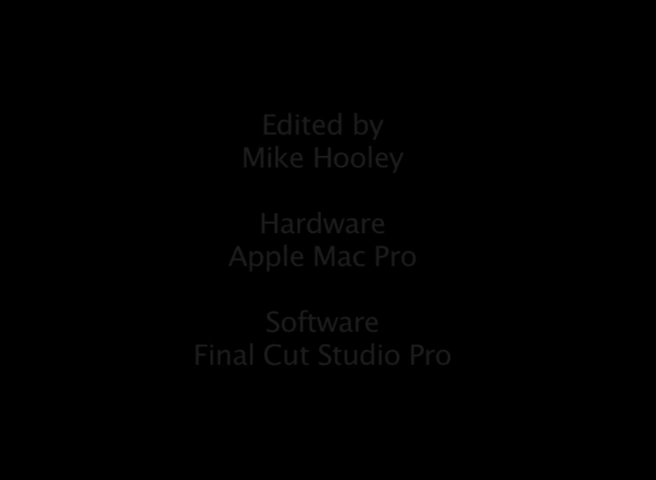 Edited by
Mike Hooley
Hardware
Apple Mac Pro
Software
Final Cut Studio Pro